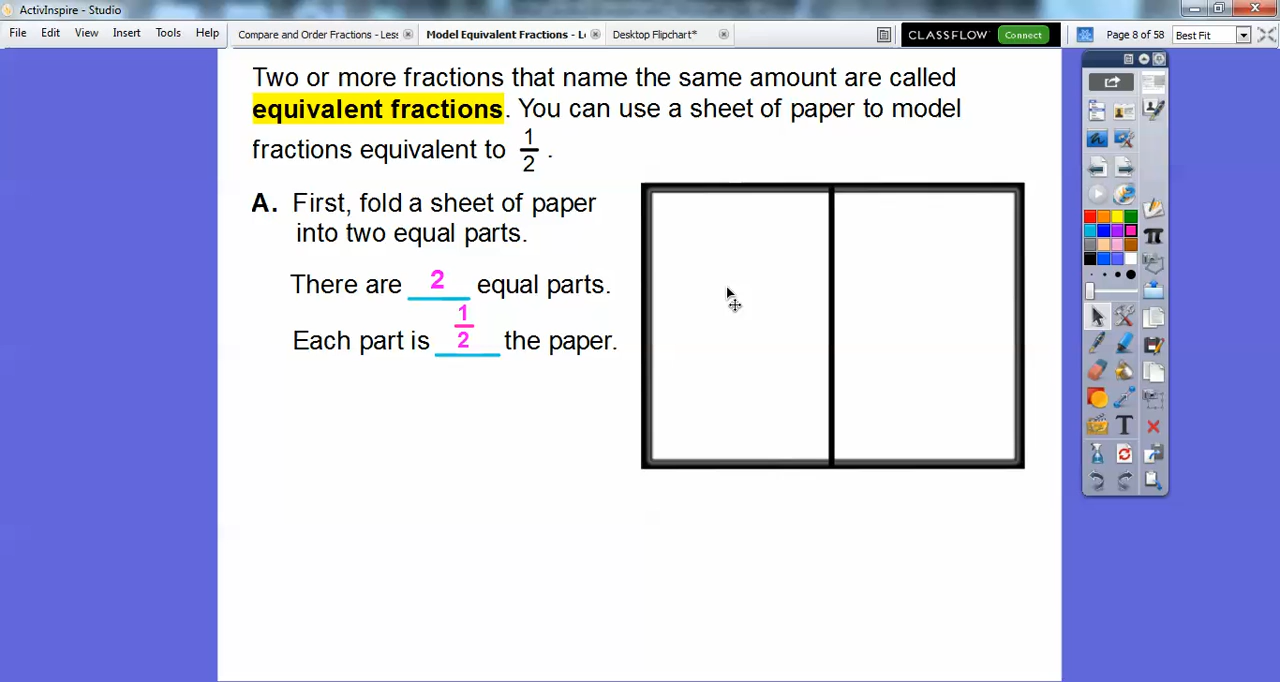 ActivInspire - Studio
File Edit View Insert Tools Help
Compare and Order Fractions - Les
Model Equivalent Fractions - L
Desktop Flipchart*
CLASSFLOW Connect
Page 8 of 58
Best Fit
Two or more fractions that name the same amount are called
equivalent fractions. You can use a sheet of paper to model
fractions equivalent to 1/2 .
A. First, fold a sheet of paper
into two equal parts.
There are 2 equal parts.
Each part is 1/2 the paper.